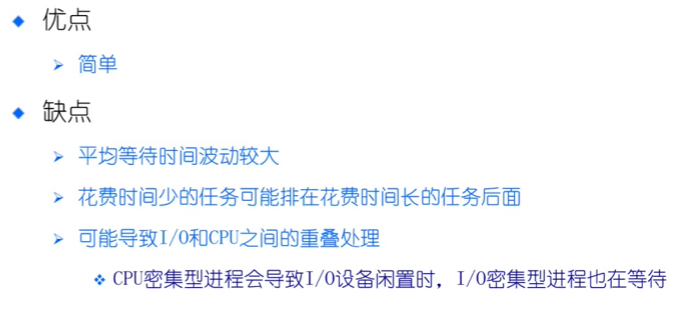 优点
简单
缺点
平均等待时间波动较大
花费时间少的任务可能排在花费时间长的任务后面
可能导致I/O和CPU之间的重叠处理
CPU密集型进程会导致I/O设备闲置时，I/O密集型进程也在等待